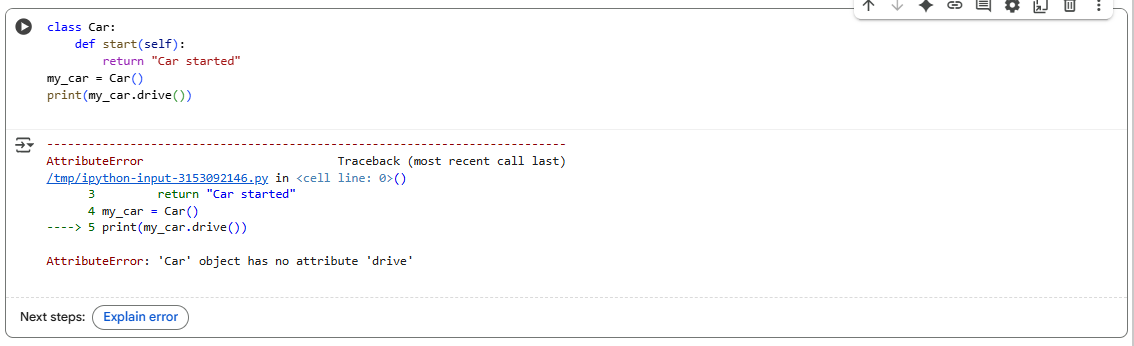 class Car:
    def start(self):
        return "Car started"
my_car = Car()
print(my_car.drive())
---------------------------------------------------------------------------
AttributeError                            Traceback (most recent call last)
/tmp/ipython-input-3153092146.py in <cell line: 0>()
      3         return "Car started"
      4 my_car = Car()
----> 5 print(my_car.drive())

AttributeError: 'Car' object has no attribute 'drive'
Next steps: Explain error